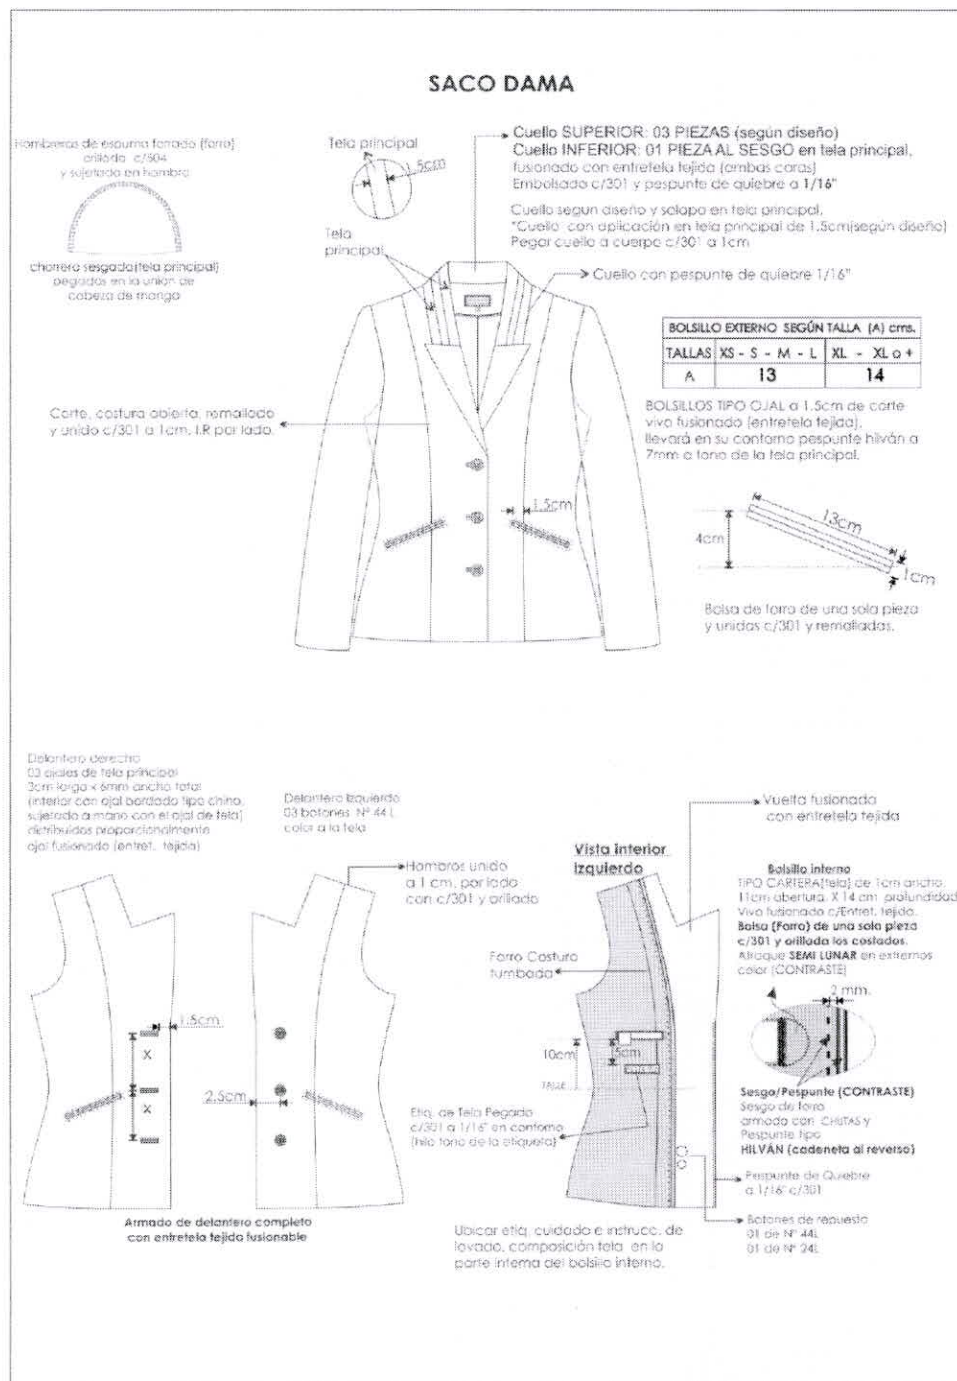 SACO DAMA
Hombreras de espuma forrado (forro)
orillada c/504
y sujetado en hombro
chorrera sesgada(tela principal)
pegados en la union de
cabeza de manga
Tela principal
1.5cm
Tela
principal
Cuello SUPERIOR: 03 PIEZAS (según diseño)
Cuello INFERIOR: 01 PIEZA AL SESGO en tela principal,
fusionado con entretela tejida (ambas caras)
Embolsado c/301 y pespunte de quiebre a 1/16"
Cuello segun diseño y solapa en tela principal.
*Cuello con aplicación en tela principal de 1.5cm(según diseño)
Pegar cuello a cuerpo c/301 a 1cm
Cuello con pespunte de quiebre 1/16"
BOLSILLO EXTERNO SEGÚN TALLA (A) cms.
TALLAS XS - S - M - L XL - XL o +
A 13 14
Corte, costura abierta, remallado
y unido c/301 a 1cm. I.R por lado.
BOLSILLOS TIPO OJAL a 1.5cm de corte
vivo fusionado (entretela tejida),
llevará en su contorno pespunte hilván a
7mm a tono de la tela principal.
1.5cm
13cm
4cm
1cm
Bolsa de forro de una sola pieza
y unidas c/301 y remalladas.
Delantero derecho
03 ojales de tela principal
3cm largo x 6mm ancho total
(interior con ojal bordado tipo chino,
sujetado a mano con el ojal de tela)
distribuidos proporcionalmente
ojal fusionado (entret. tejida)
Delantero Izquierdo
03 botones Nº 44 L
color a la tela
Hombros unido
a 1 cm. por lado
con c/301 y orillado
Vista Interior
Izquierdo
Vuelta fusionada
con entretela tejida
Bolsillo interno
TIPO CARTERA(tela) de 1cm ancho.
11cm abertura. X 14 cm profundidad
Vivo fusionado c/Entret. tejida.
Bolsa (Forro) de una sola pieza
c/301 y orillada los costados.
Atraque SEMI LUNAR en extremos
color (CONTRASTE)
2 mm.
Forro Costura
tumbada
1.5cm
X
X
2.5cm
10cm
5cm
TALLE
Etiq. de Tela Pegado
c/301 a 1/16" en contorno
(hilo tono de la etiqueta)
Sesgo/Pespunte (CONTRASTE)
Sesgo de forro
armado con CHUTAS y
Pespunte tipo
HILVÁN (cadeneta al reverso)
Pespunte de Quiebre
a 1/16" c/301
Botones de repuesto
01 de Nº 44L
01 de Nº 24L
Armado de delantero completo
con entretela tejida fusionable
Ubicar etiq. cuidado e instrucc. de
lavado, composición tela en la
parte interna del bolsillo interno.